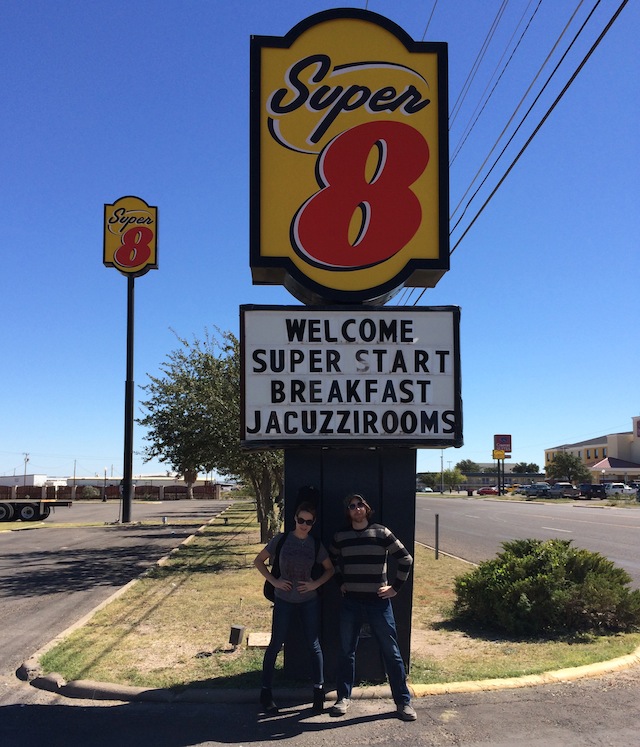 Super
8
Super
8
WELCOME
SUPER START
BREAKFAST
JACUZZIROOMS